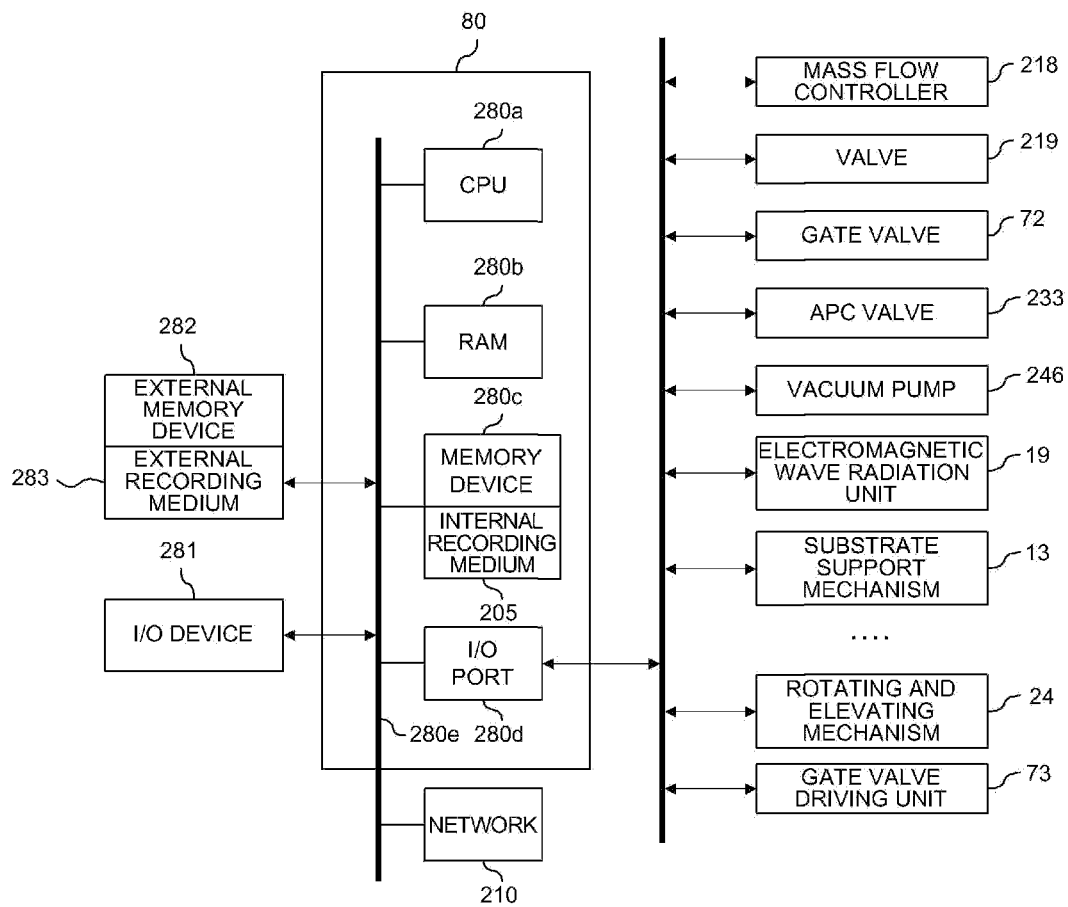 80
280a
CPU
280b
RAM
280c
MEMORY
DEVICE
INTERNAL
RECORDING
MEDIUM
205
I/O
PORT
280d
280e
NETWORK
210
282
EXTERNAL
MEMORY
DEVICE
EXTERNAL
RECORDING
MEDIUM
283
281
I/O DEVICE
MASS FLOW
CONTROLLER
218
VALVE
219
GATE VALVE
72
APC VALVE
233
VACUUM PUMP
246
ELECTROMAGNETIC
WAVE RADIATION
UNIT
19
SUBSTRATE
SUPPORT
MECHANISM
13
....
ROTATING AND
ELEVATING
MECHANISM
24
GATE VALVE
DRIVING UNIT
73